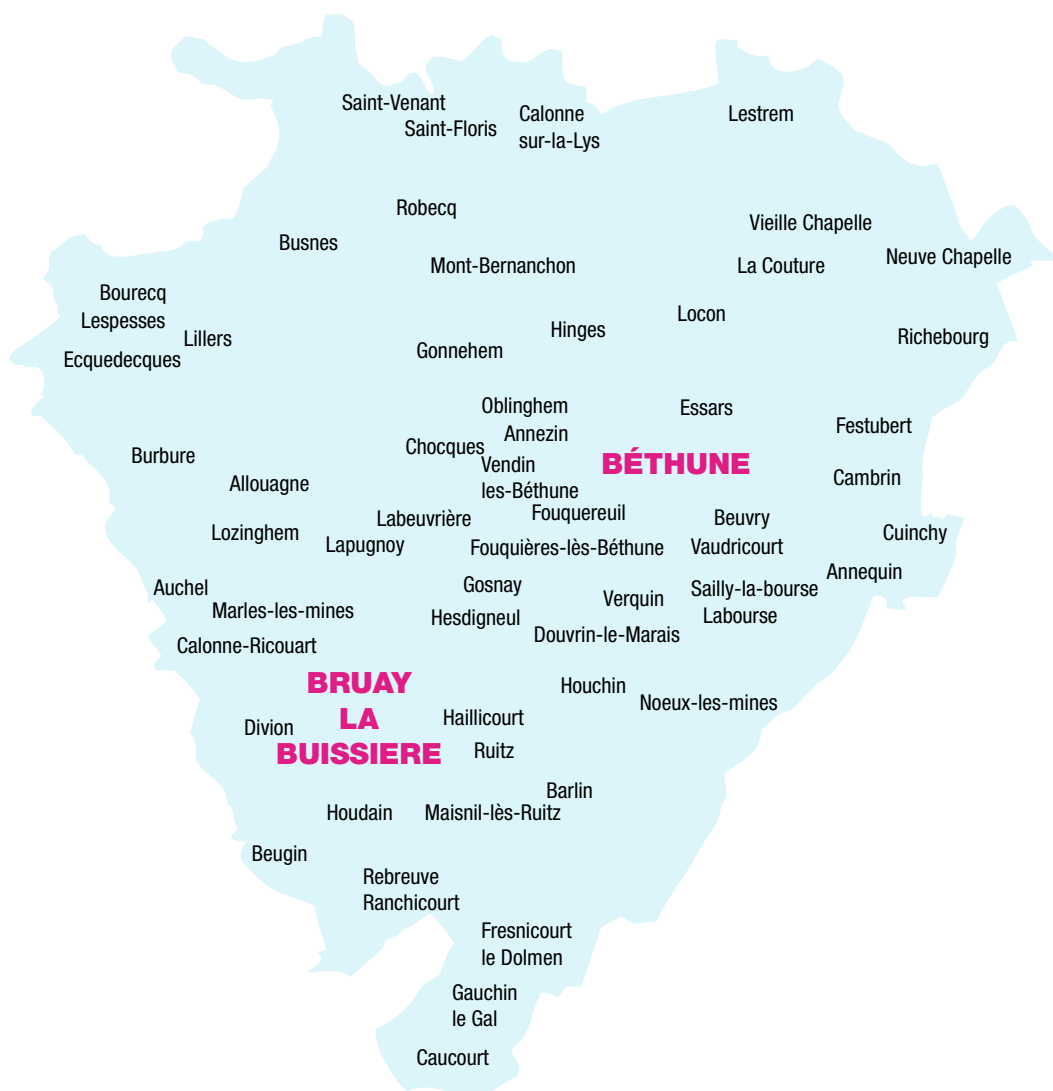 Saint-Venant
Saint-Floris
Calonne
sur-la-Lys
Lestrem
Robecq
Vieille Chapelle
Busnes
Mont-Bernanchon
La Couture
Neuve Chapelle
Bourecq
Lespesses
Lillers
Ecquedecques
Locon
Hinges
Gonnehem
Richebourg
Oblinghem
Essars
Annezin
Festubert
Chocques
Burbure
Vendin
les-Béthune
BÉTHUNE
Cambrin
Allouagne
Labeuvrière
Fouquereuil
Beuvry
Lozinghem
Lapugnoy
Fouquières-lès-Béthune
Vaudricourt
Cuinchy
Annequin
Auchel
Gosnay
Sailly-la-bourse
Verquin
Marles-les-mines
Hesdigneul
Labourse
Douvrin-le-Marais
Calonne-Ricouart
BRUAY
LA
BUISSIERE
Houchin
Noeux-les-mines
Divion
Haillicourt
Ruitz
Barlin
Houdain
Maisnil-lès-Ruitz
Beugin
Rebreuve
Ranchicourt
Fresnicourt
le Dolmen
Gauchin
le Gal
Caucourt